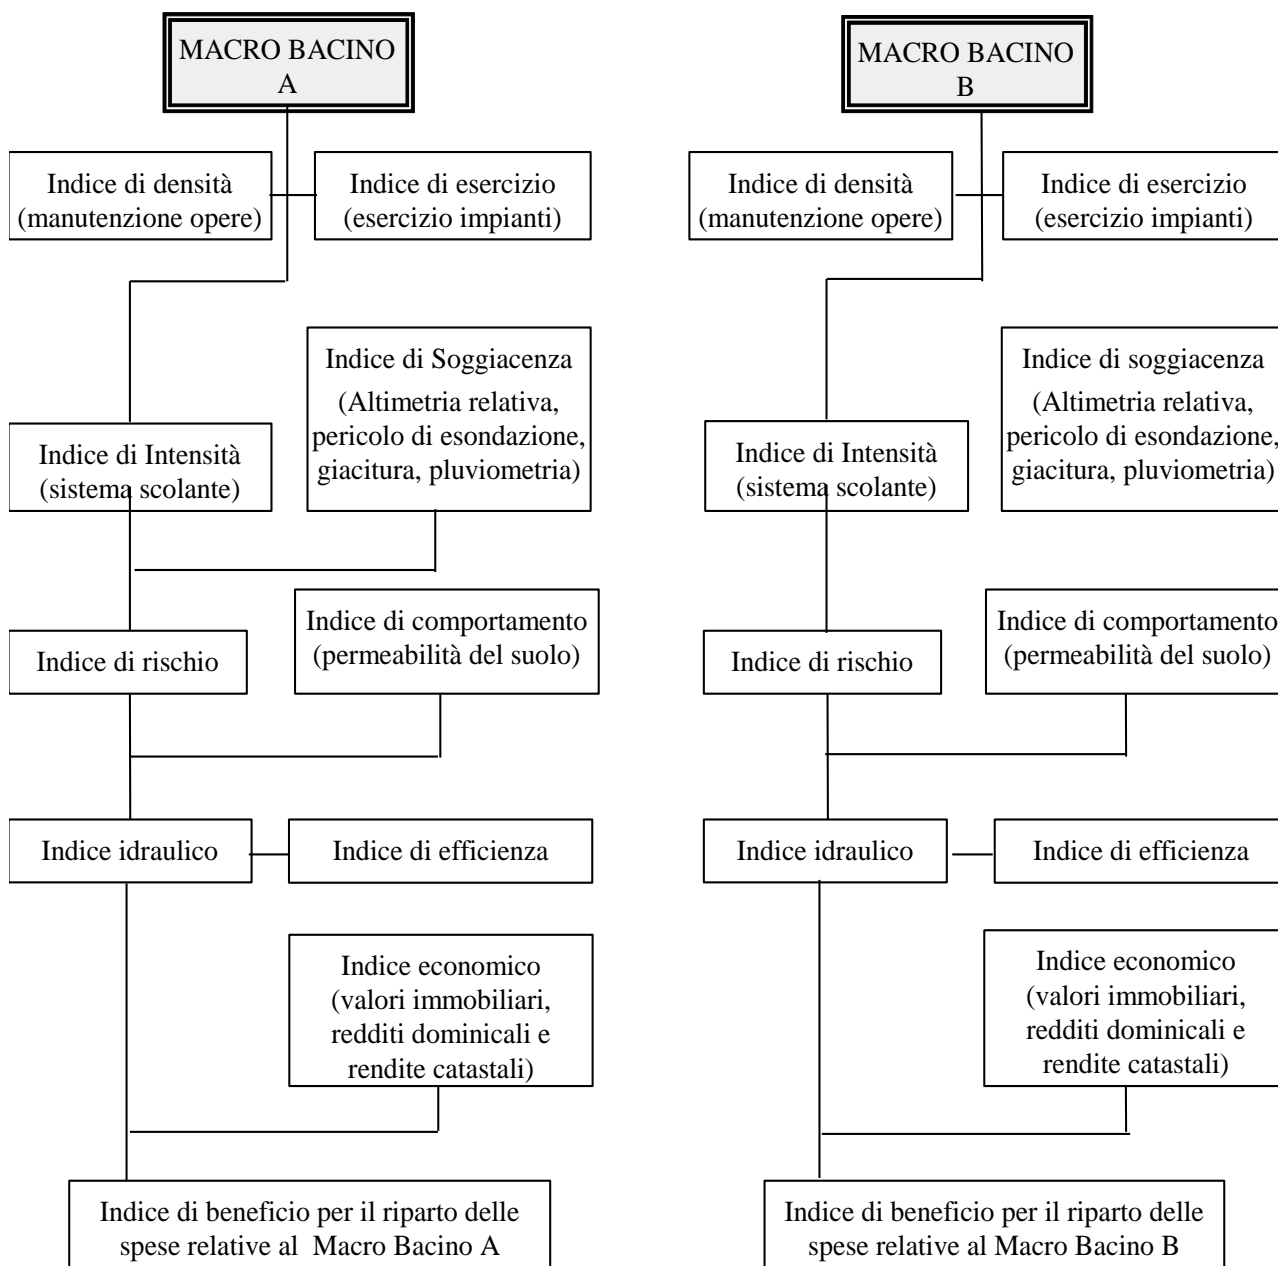 MACRO BACINO
A
Indice di densità
(manutenzione opere)
Indice di esercizio
(esercizio impianti)
Indice di Soggiacenza
(Altimetria relativa,
pericolo di esondazione,
giacitura, pluviometria)
Indice di Intensità
(sistema scolante)
Indice di comportamento
(permeabilità del suolo)
Indice di rischio
Indice idraulico
Indice di efficienza
Indice economico
(valori immobiliari,
redditi dominicali e
rendite catastali)
Indice di beneficio per il riparto delle
spese relative al Macro Bacino A
MACRO BACINO
B
Indice di densità
(manutenzione opere)
Indice di esercizio
(esercizio impianti)
Indice di soggiacenza
(Altimetria relativa,
pericolo di esondazione,
giacitura, pluviometria)
Indice di Intensità
(sistema scolante)
Indice di comportamento
(permeabilità del suolo)
Indice di rischio
Indice idraulico
Indice di efficienza
Indice economico
(valori immobiliari,
redditi dominicali e
rendite catastali)
Indice di beneficio per il riparto delle
spese relative al Macro Bacino B